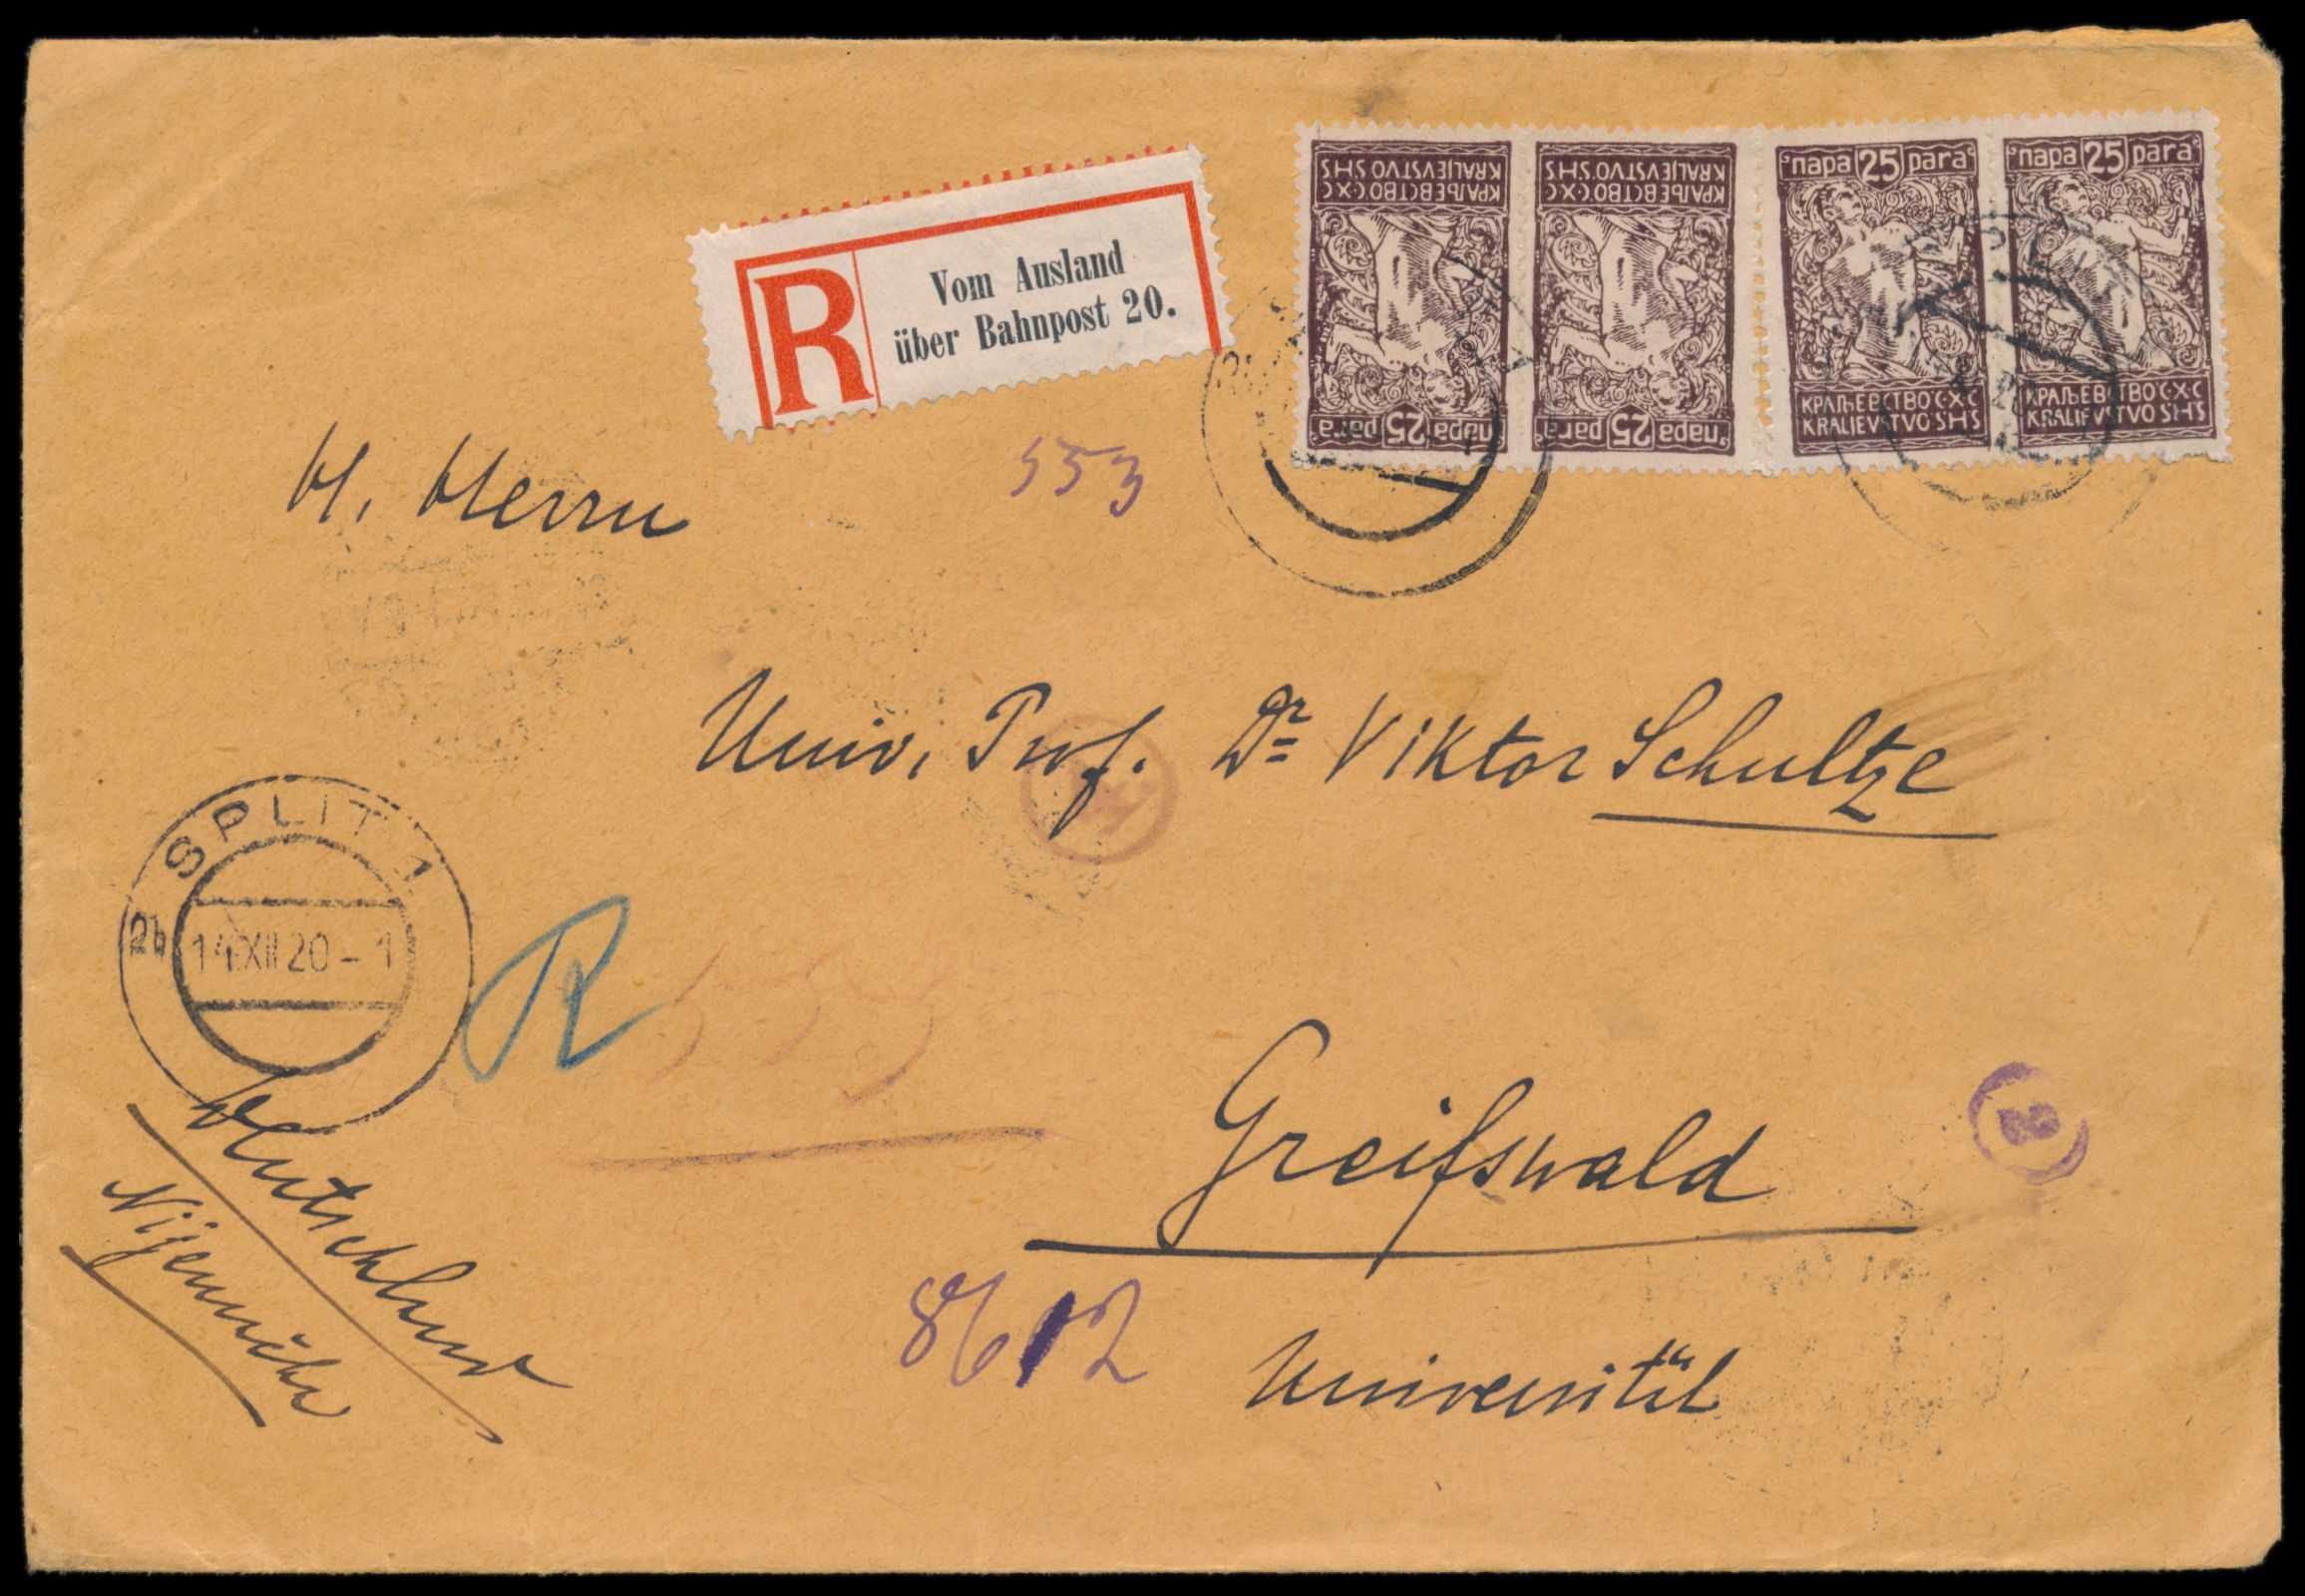 R
Vom Ausland
über Bahnpost 20.
KRALJEVSTVO SHS
КРАЉЕВСТВО С·Х·С
пара 25 para
KRALJEVSTVO SHS
КРАЉЕВСТВО С·Х·С
пара 25 para
пара 25 para
КРАЉЕВСТВО С·Х·С
KRALJEVSTVO SHS
пара 25 para
КРАЉЕВСТВО С·Х·С
KRALJEVSTVO SHS
553
H. Herrn
Univ. Prof. Dr Viktor Schultze
SPLIT 1
2b
14 XII 20 - 1
R
553
Greifswald
Deutschland
Nijemačka
8612
Universität